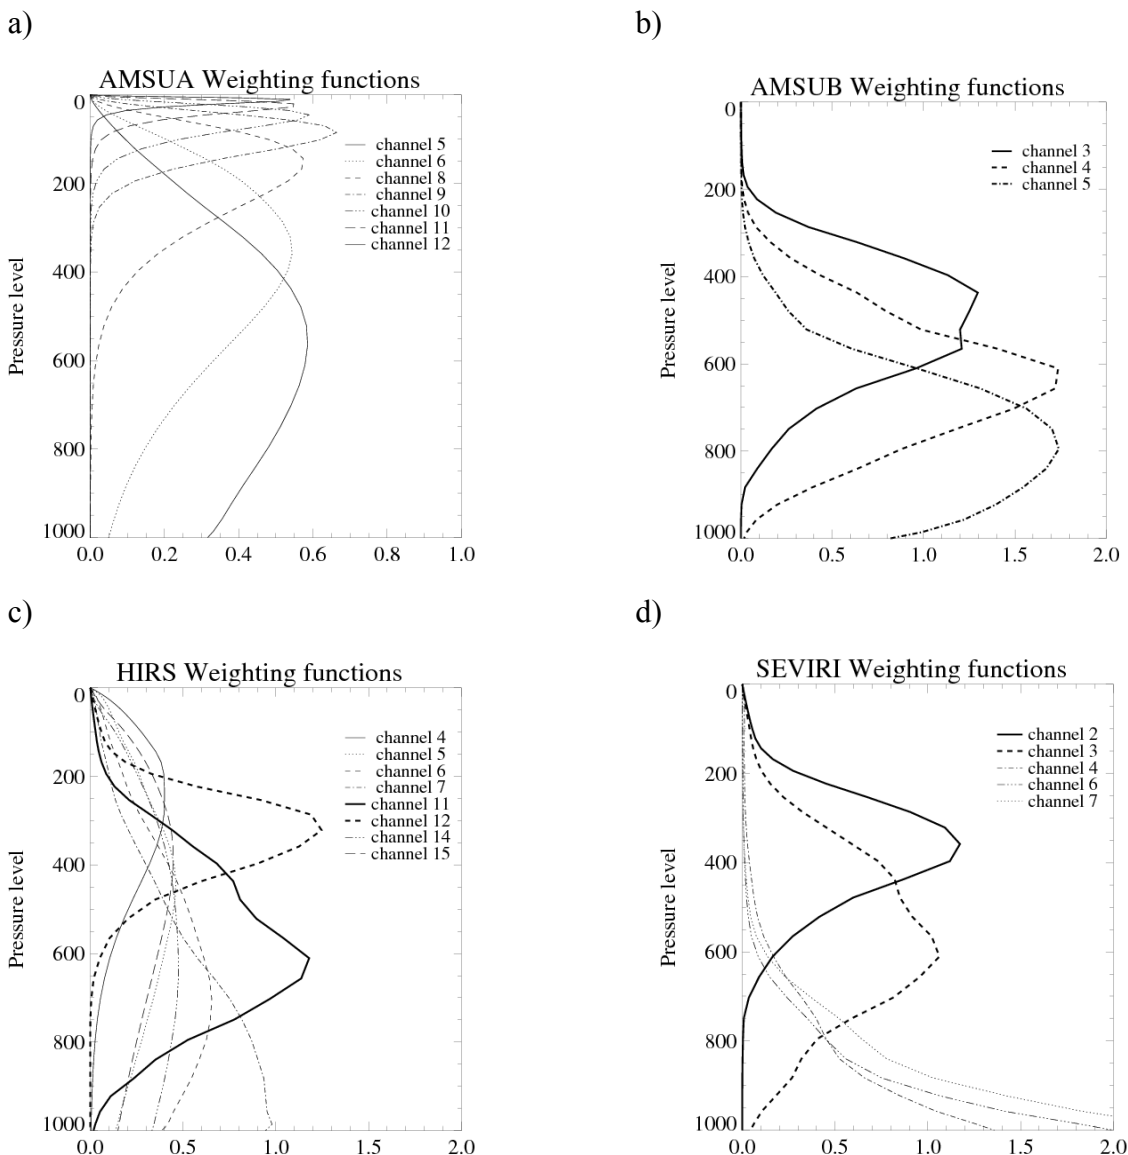 a)
AMSUA Weighting functions
0
200
400
600
800
1000
Pressure level
channel 5
channel 6
channel 8
channel 9
channel 10
channel 11
channel 12
0.0 0.2 0.4 0.6 0.8 1.0
b)
AMSUB Weighting functions
0
200
400
600
800
1000
Pressure level
channel 3
channel 4
channel 5
0.0 0.5 1.0 1.5 2.0
c)
HIRS Weighting functions
0
200
400
600
800
1000
Pressure level
channel 4
channel 5
channel 6
channel 7
channel 11
channel 12
channel 14
channel 15
0.0 0.5 1.0 1.5 2.0
d)
SEVIRI Weighting functions
0
200
400
600
800
1000
Pressure level
channel 2
channel 3
channel 4
channel 6
channel 7
0.0 0.5 1.0 1.5 2.0